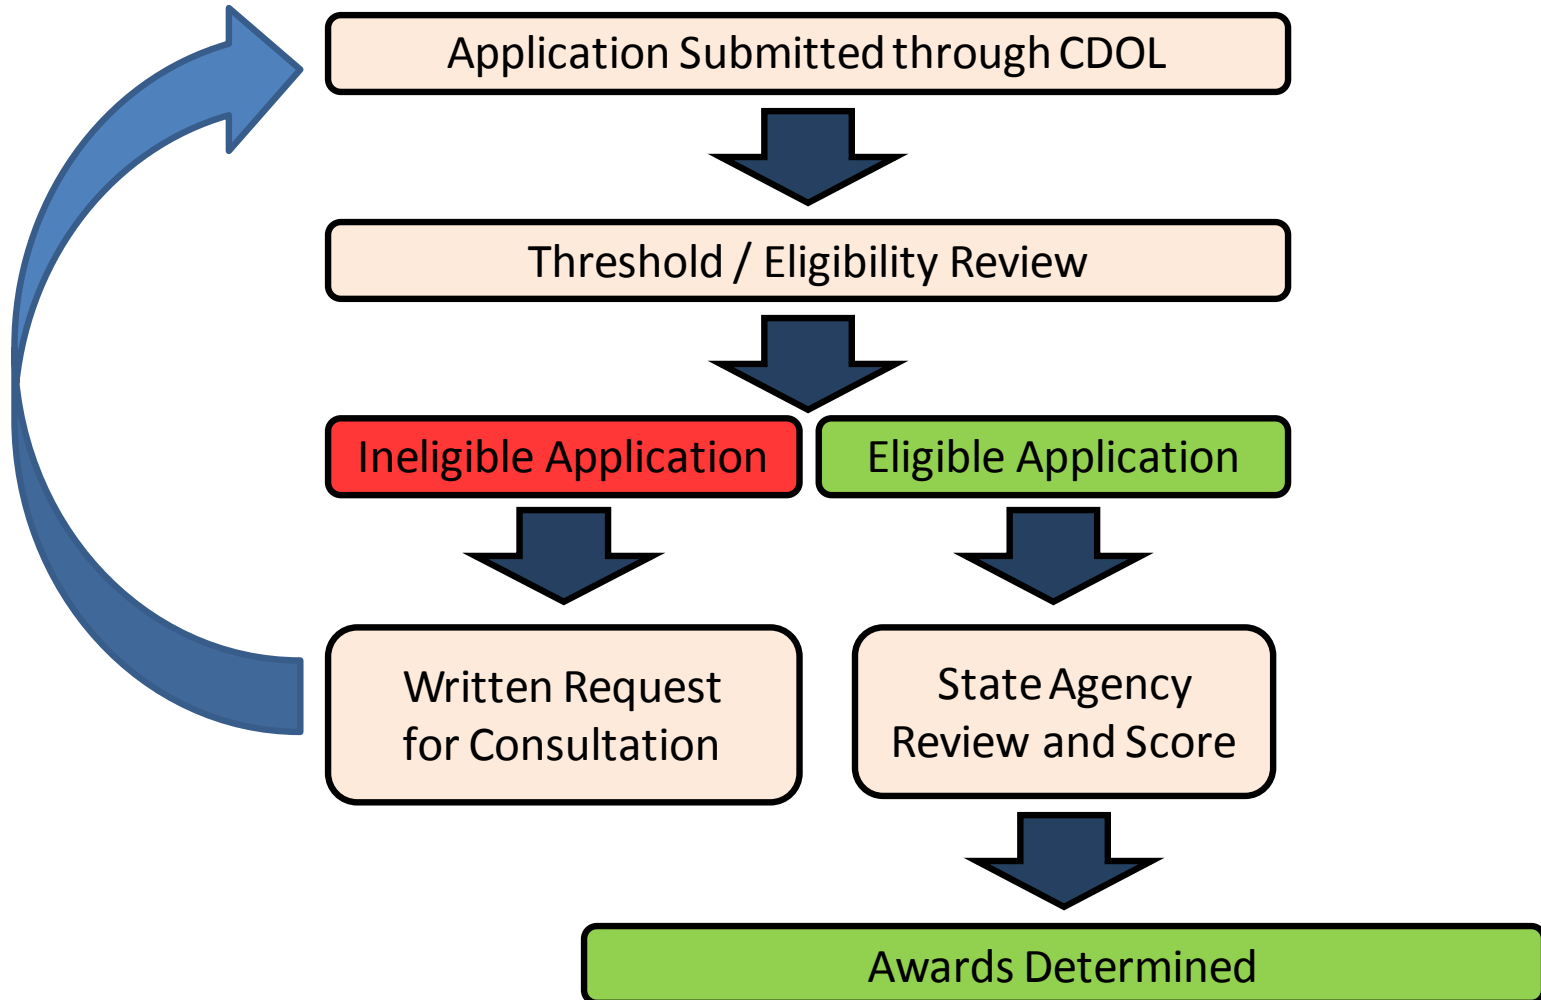 Application Submitted through CDOL
Threshold / Eligibility Review
Ineligible Application
Eligible Application
Written Request
for Consultation
State Agency
Review and Score
Awards Determined